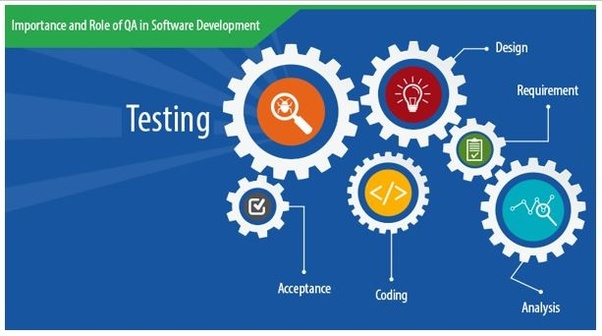 Importance and Role of QA in Software Development
Design
Requirement
Testing
</>
Acceptance
Coding
Analysis